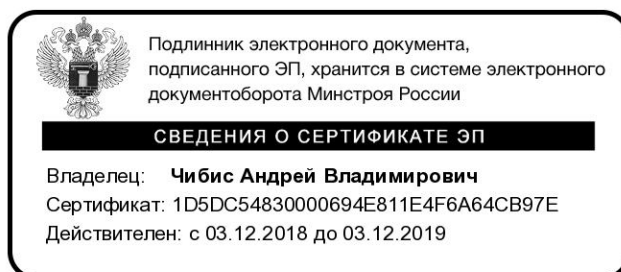 Подлинник электронного документа,
подписанного ЭП, хранится в системе электронного
документоборота Минстроя России
СВЕДЕНИЯ О СЕРТИФИКАТЕ ЭП
Владелец: Чибис Андрей Владимирович
Сертификат: 1D5DC54830000694E811E4F6A64CB97E
Действителен: с 03.12.2018 до 03.12.2019